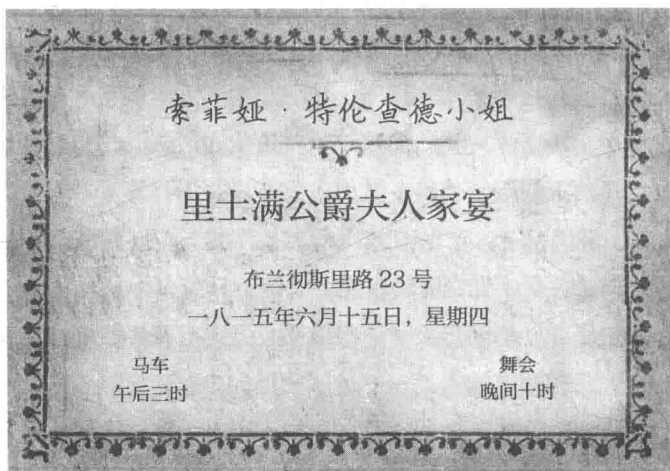 索菲娅·特伦查德小姐
里士满公爵夫人家宴
布兰彻斯里路 23 号
一八一五年六月十五日，星期四
马车
午后三时
舞会
晚间十时